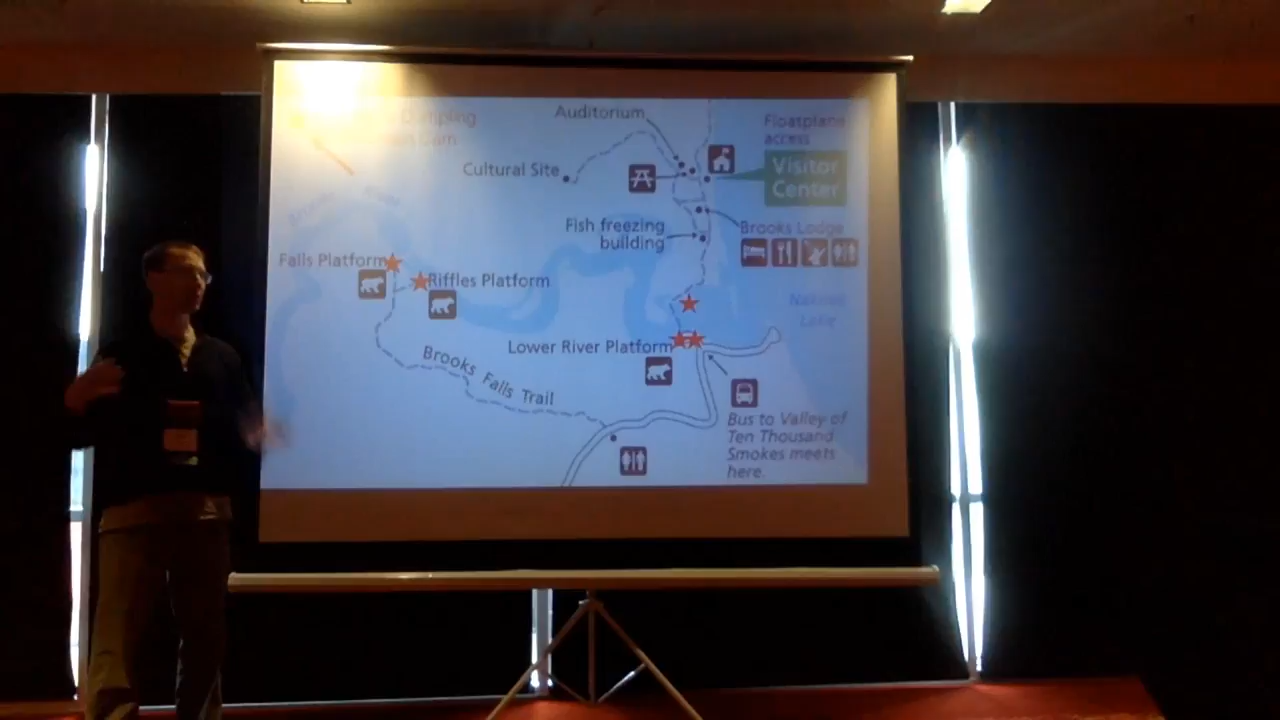 Auditorium
Floatplane
access
Cultural Site
Visitor
Center
Fish freezing
building
Brooks Lodge
Falls Platform
Riffles Platform
Lake
Lower River Platform
Brooks Falls Trail
Bus to Valley of
Ten Thousand
Smokes meets
here.